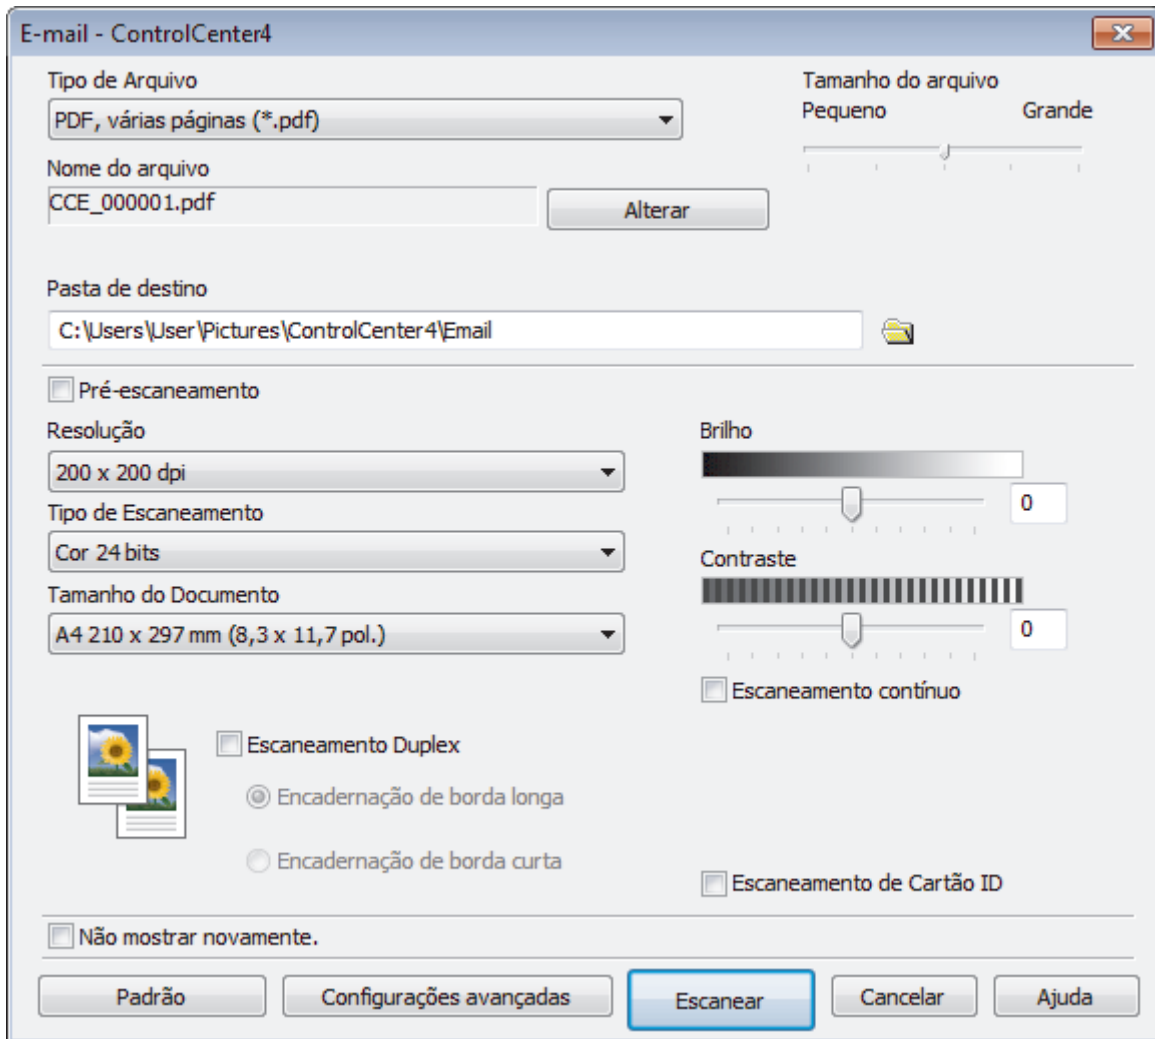 E-mail - ControlCenter4
Tipo de Arquivo
Tamanho do arquivo
PDF, várias páginas (*.pdf)
Pequeno Grande
Nome do arquivo
CCE_000001.pdf
Alterar
Pasta de destino
C:\Users\User\Pictures\ControlCenter4\Email
Pré-escaneamento
Resolução
200 x 200 dpi
Tipo de Escaneamento
Cor 24 bits
Tamanho do Documento
A4 210 x 297 mm (8,3 x 11,7 pol.)
Brilho
0
Contraste
0
Escaneamento contínuo
Escaneamento Duplex
Encadernação de borda longa
Encadernação de borda curta
Escaneamento de Cartão ID
Não mostrar novamente.
Padrão Configurações avançadas Escanear Cancelar Ajuda